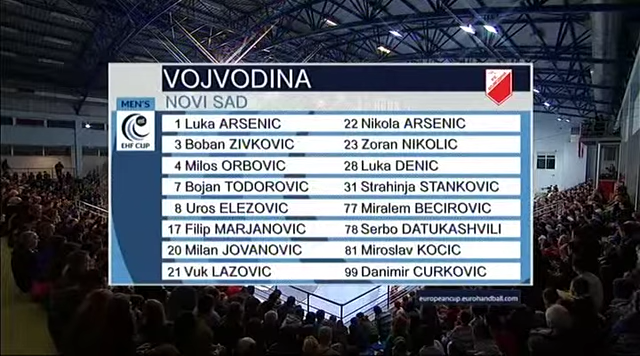 VOJVODINA
MEN'S NOVI SAD
EHF CUP
1 Luka ARSENIC 22 Nikola ARSENIC
3 Boban ZIVKOVIC 23 Zoran NIKOLIC
4 Milos ORBOVIC 28 Luka DENIC
7 Bojan TODOROVIC 31 Strahinja STANKOVIC
8 Uros ELEZOVIC 77 Miralem BECIROVIC
17 Filip MARJANOVIC 78 Serbo DATUKASHVILI
20 Milan JOVANOVIC 81 Miroslav KOCIC
21 Vuk LAZOVIC 99 Danimir CURKOVIC
europeancup.eurohandball.com